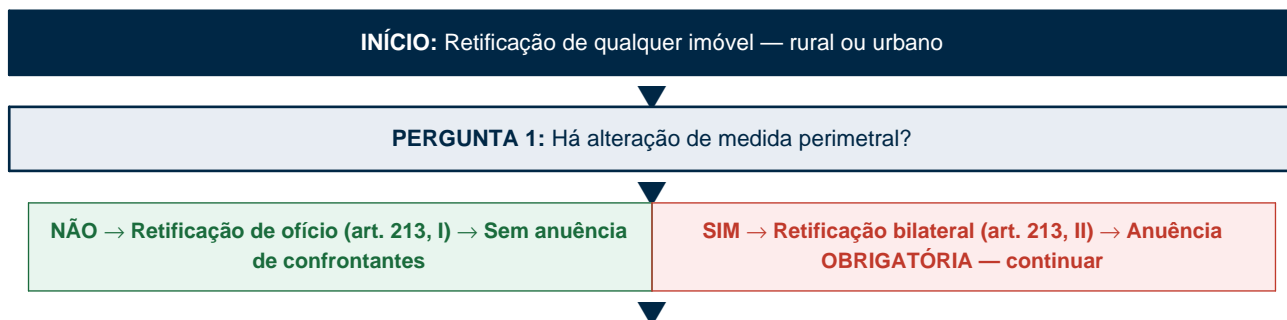 INÍCIO: Retificação de qualquer imóvel — rural ou urbano
PERGUNTA 1: Há alteração de medida perimetral?
NÃO → Retificação de ofício (art. 213, I) → Sem anuência
de confrontantes
SIM → Retificação bilateral (art. 213, II) → Anuência
OBRIGATÓRIA — continuar